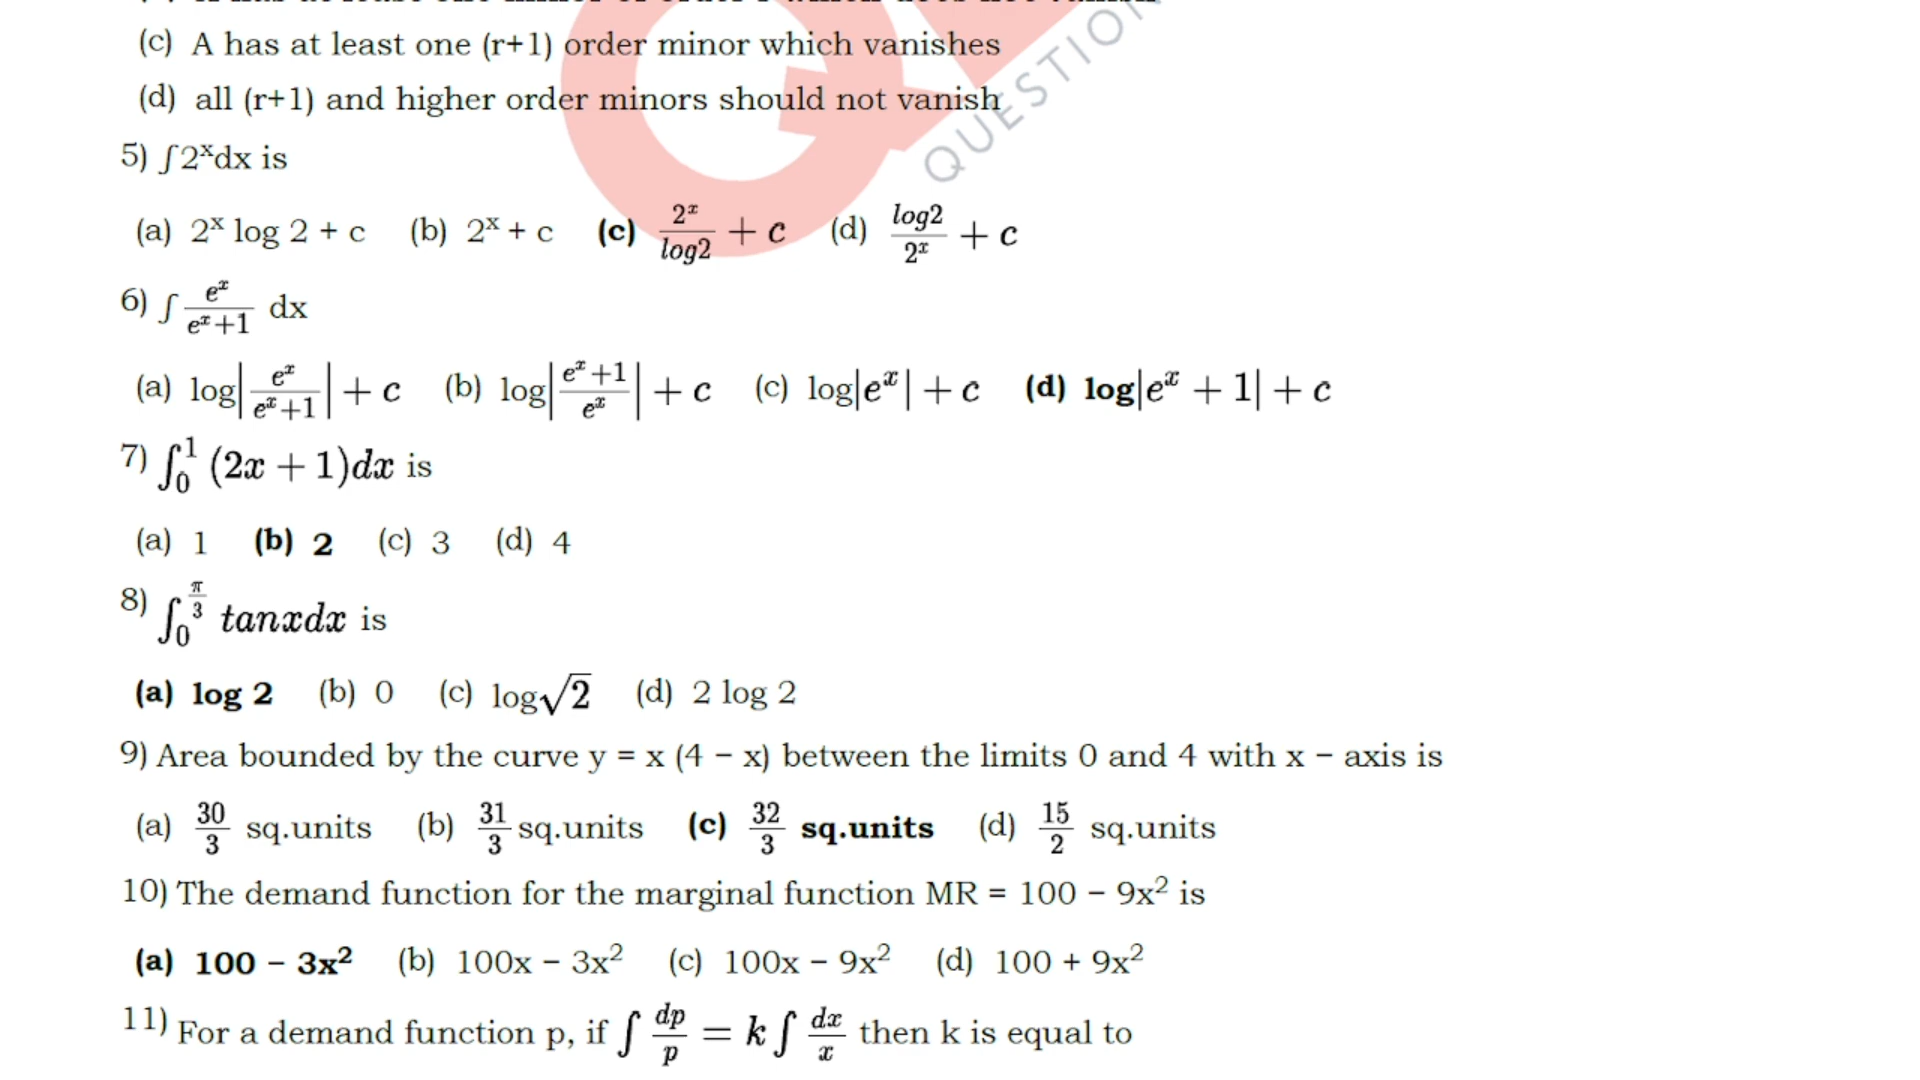 (c) A has at least one (r+1) order minor which vanishes
(d) all (r+1) and higher order minors should not vanish
QUESTION
5) ∫2ˣdx is
(a) 2ˣ log 2 + c (b) 2ˣ + c (c) 2ˣ/log2 + c (d) log2/2ˣ + c
6) ∫ eˣ/(eˣ+1) dx
(a) log|eˣ/(eˣ+1)| + c (b) log|(eˣ+1)/eˣ| + c (c) log|eˣ| + c (d) log|eˣ + 1| + c
7) ∫₀¹ (2x + 1)dx is
(a) 1 (b) 2 (c) 3 (d) 4
8) ∫₀^(π/3) tanxdx is
(a) log 2 (b) 0 (c) log√2 (d) 2 log 2
9) Area bounded by the curve y = x (4 − x) between the limits 0 and 4 with x − axis is
(a) 30/3 sq.units (b) 31/3 sq.units (c) 32/3 sq.units (d) 15/2 sq.units
10) The demand function for the marginal function MR = 100 − 9x² is
(a) 100 − 3x² (b) 100x − 3x² (c) 100x − 9x² (d) 100 + 9x²
11) For a demand function p, if ∫ dp/p = k∫ dx/x then k is equal to